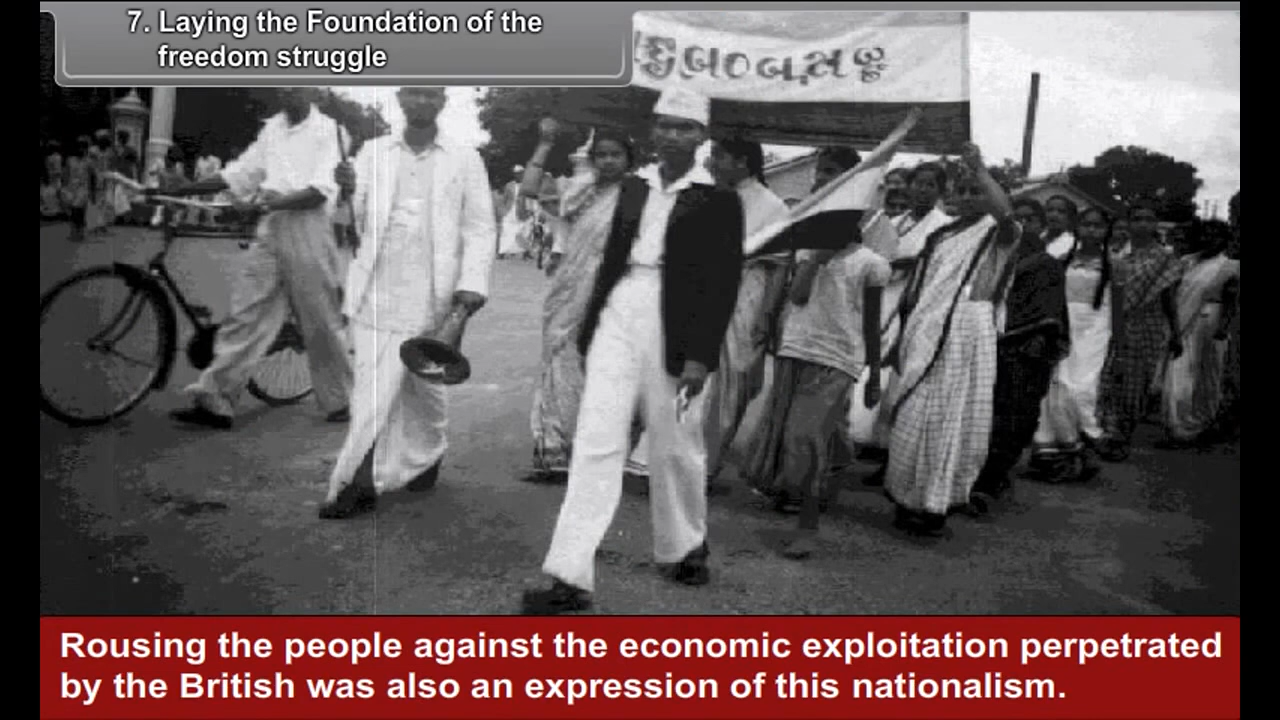 7. Laying the Foundation of the
freedom struggle
Rousing the people against the economic exploitation perpetrated
by the British was also an expression of this nationalism.